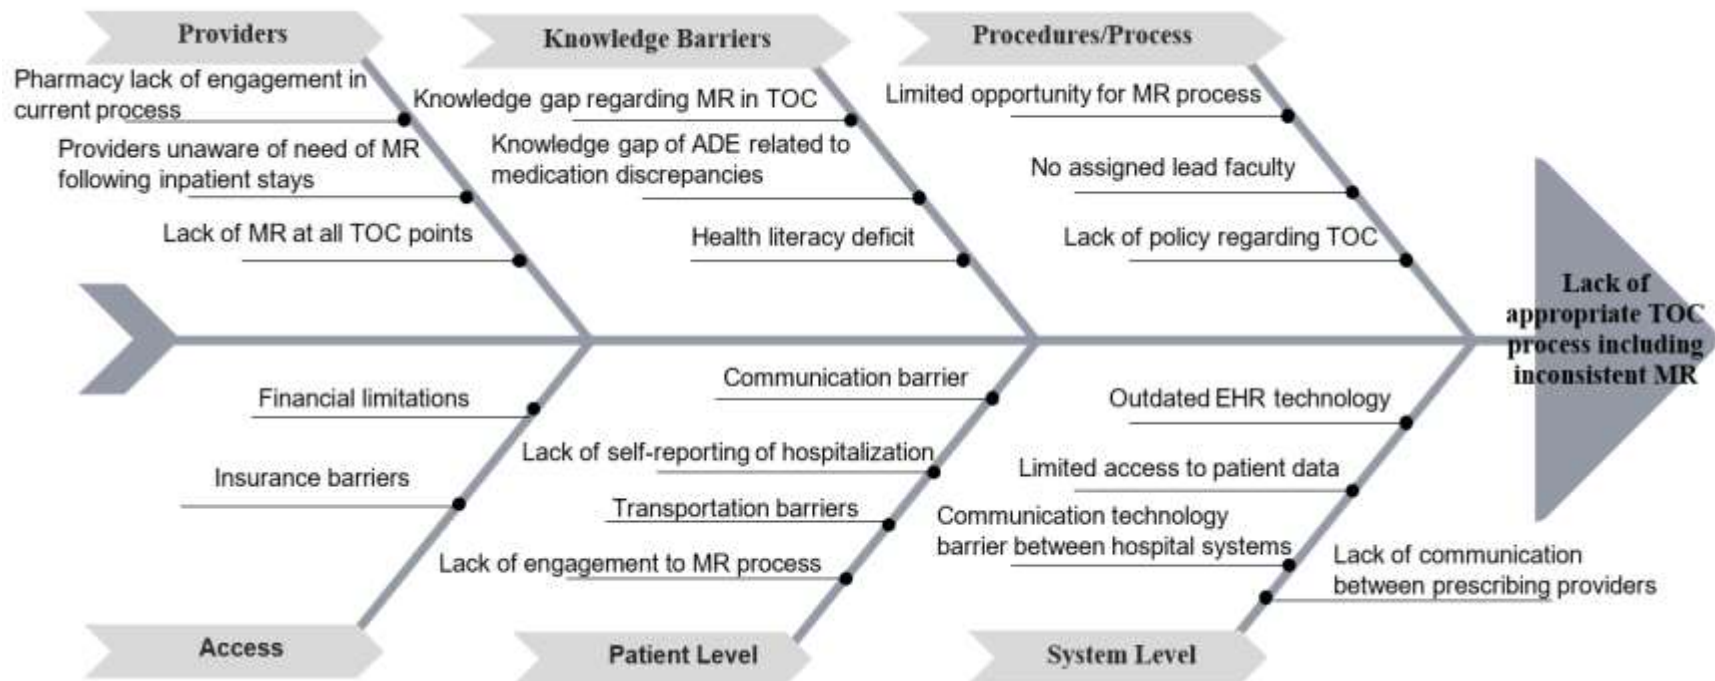 Providers
Knowledge Barriers
Procedures/Process
Pharmacy lack of engagement in
current process
Providers unaware of need of MR
following inpatient stays
Lack of MR at all TOC points
Knowledge gap regarding MR in TOC
Knowledge gap of ADE related to
medication discrepancies
Health literacy deficit
Limited opportunity for MR process
No assigned lead faculty
Lack of policy regarding TOC
Lack of
appropriate TOC
process including
inconsistent MR
Financial limitations
Insurance barriers
Communication barrier
Lack of self-reporting of hospitalization
Transportation barriers
Lack of engagement to MR process
Outdated EHR technology
Limited access to patient data
Communication technology
barrier between hospital systems
Lack of communication
between prescribing providers
Access
Patient Level
System Level